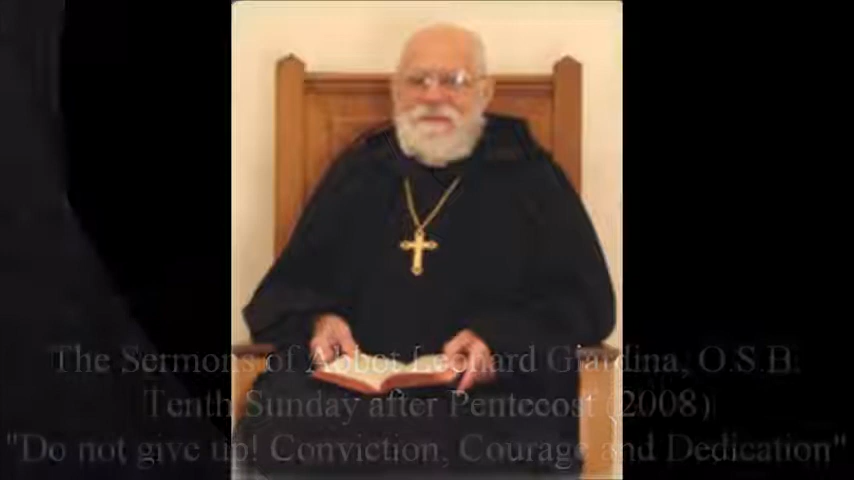 The Sermons of Abbot Leonard Giardina, O.S.B.
Tenth Sunday after Pentecost (2008)
"Do not give up! Conviction, Courage and Dedication"